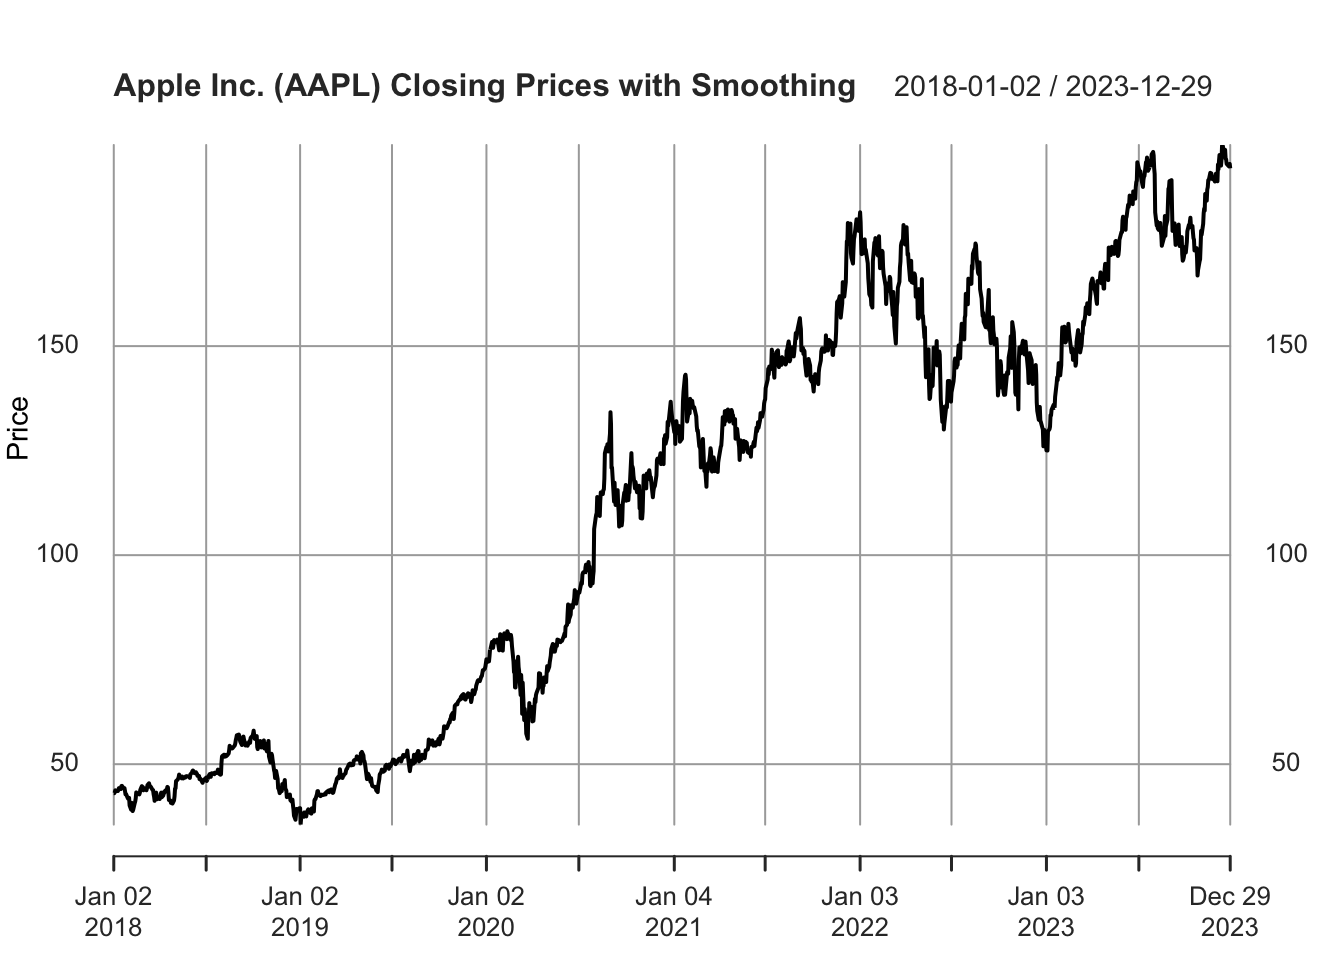 Apple Inc. (AAPL) Closing Prices with Smoothing 2018-01-02 / 2023-12-29
150 150
Price
100 100
50 50
Jan 02 Jan 02 Jan 02 Jan 04 Jan 03 Jan 03 Dec 29
2018 2019 2020 2021 2022 2023 2023